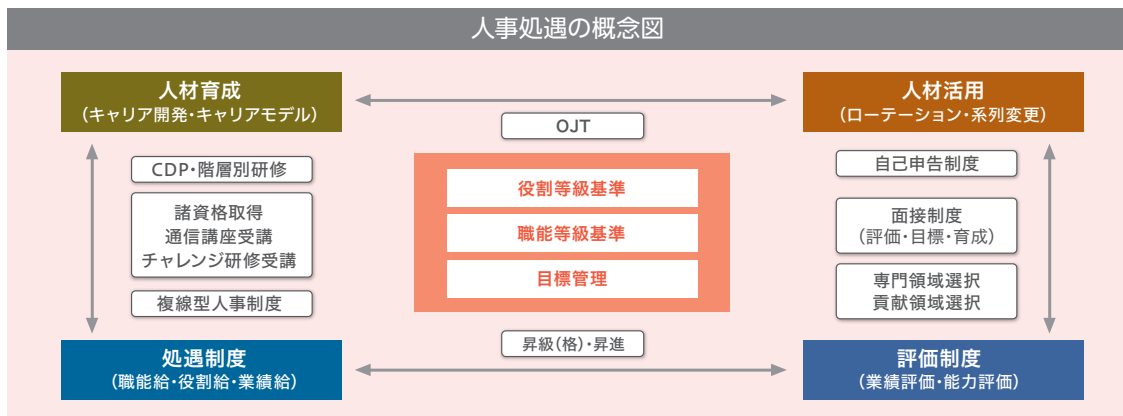 人事処遇の概念図
人材育成
（キャリア開発・キャリアモデル）
人材活用
（ローテーション・系列変更）
OJT
CDP・階層別研修
諸資格取得
通信講座受講
チャレンジ研修受講
複線型人事制度
役割等級基準
職能等級基準
目標管理
自己申告制度
面接制度
（評価・目標・育成）
専門領域選択
貢献領域選択
昇級（格）・昇進
処遇制度
（職能給・役割給・業績給）
評価制度
（業績評価・能力評価）